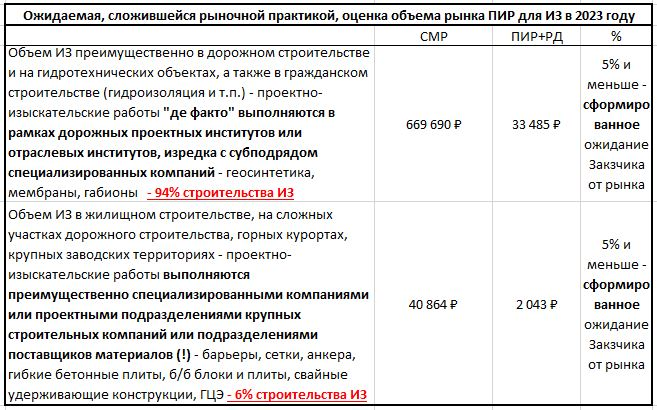 Ожидаемая, сложившейся рыночной практикой, оценка объема рынка ПИР для ИЗ в 2023 году
СМР
ПИР+РД
%
Объем ИЗ преимущественно в дорожном строительстве
и на гидротехнических объектах, а также в гражданском
строительстве (гидроизоляция и т.п.) - проектно-
изыскательские работы "де факто" выполняются в
рамках дорожных проектных институтов или
отраслевых институтов, изредка с субподрядом
специализированных компаний - геосинтетика,
мембраны, габионы - 94% строительства ИЗ
669 690 ₽
33 485 ₽
5% и
меньше -
сформиро
ванное
ожидание
Закзчика
от рынка
Объем ИЗ в жилищном строительстве, на сложных
участках дорожного строительства, горных курортах,
крупных заводских территориях - проектно-
изыскательские работы выполняются
преимущественно специализированными компаниями
или проектными подразделениями крупных
строительных компаний или подразделениями
поставщиков материалов (!) - барьеры, сетки, анкера,
гибкие бетонные плиты, б/б блоки и плиты, свайные
удерживающие конструкции, ГЦЭ - 6% строительства ИЗ
40 864 ₽
2 043 ₽
5% и
меньше -
сформиро
ванное
ожидание
Закзчика
от рынка